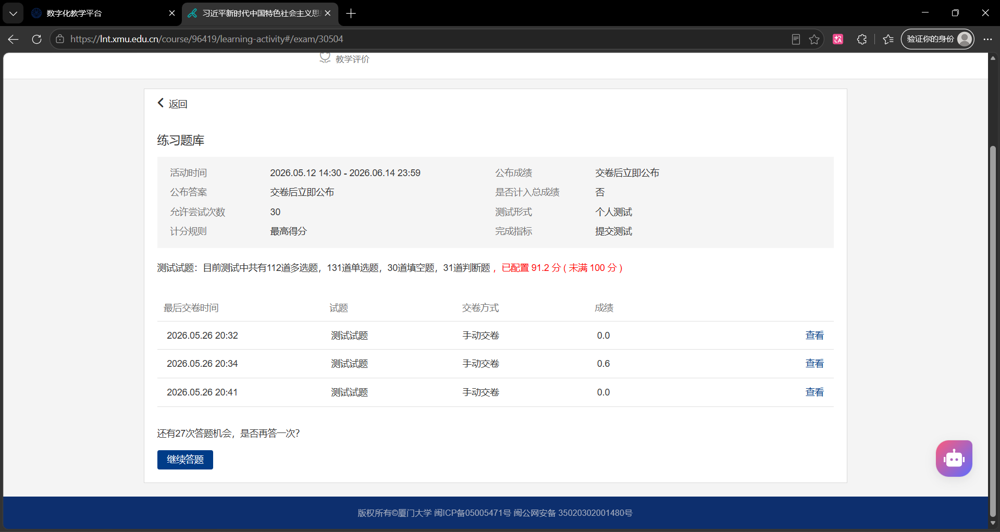 数字化教学平台
习近平新时代中国特色社会主义思
https://lnt.xmu.edu.cn/course/96419/learning-activity#/exam/30504
验证你的身份
教学评价
返回
练习题库
活动时间 2026.05.12 14:30 - 2026.06.14 23:59 公布成绩 交卷后立即公布
公布答案 交卷后立即公布 是否计入总成绩 否
允许尝试次数 30 测试形式 个人测试
计分规则 最高得分 完成指标 提交测试
测试试题：目前测试中共有112道多选题，131道单选题，30道填空题，31道判断题 ，已配置 91.2 分 ( 未满 100 分 )
最后交卷时间 试题 交卷方式 成绩
2026.05.26 20:32 测试试题 手动交卷 0.0 查看
2026.05.26 20:34 测试试题 手动交卷 0.6 查看
2026.05.26 20:41 测试试题 手动交卷 0.0 查看
还有27次答题机会，是否再答一次?
继续答题
版权所有©厦门大学 闽ICP备05005471号 闽公网安备 35020302001480号